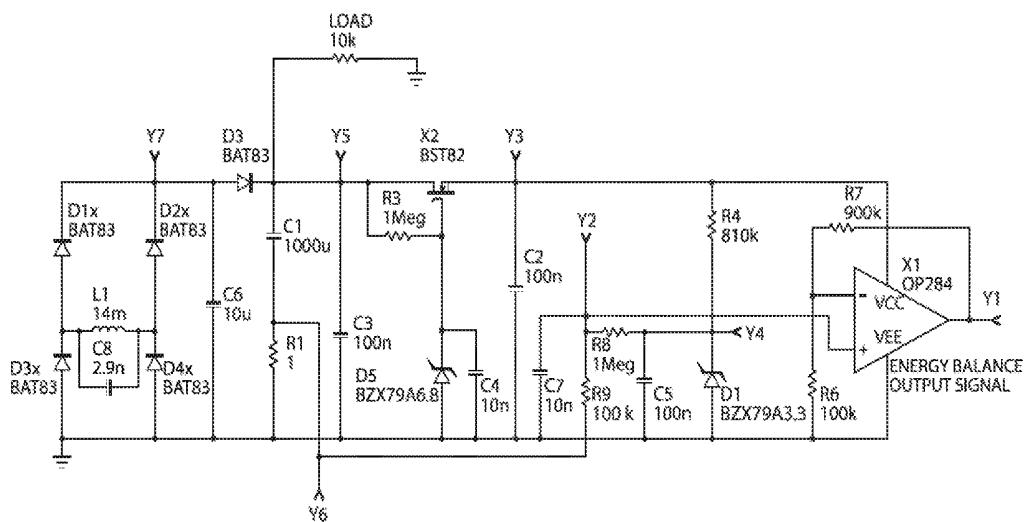 LOAD
10k
Y7
D3
BAT83
Y5
X2
BST82
Y3
D1x
BAT83
D2x
BAT83
R3
1Meg
C1
1000u
Y2
R4
810k
R7
900k
C2
100n
X1
OP284
L1
14m
C6
10u
VCC
Y1
C8
2.9n
R1
1
C3
100n
R8
1Meg
Y4
VEE
D3x
BAT83
D4x
BAT83
D5
BZX79A6.8
C4
10n
C7
10n
R9
100 k
C5
100n
D1
BZX79A3.3
R6
100k
ENERGY BALANCE
OUTPUT SIGNAL
Y6